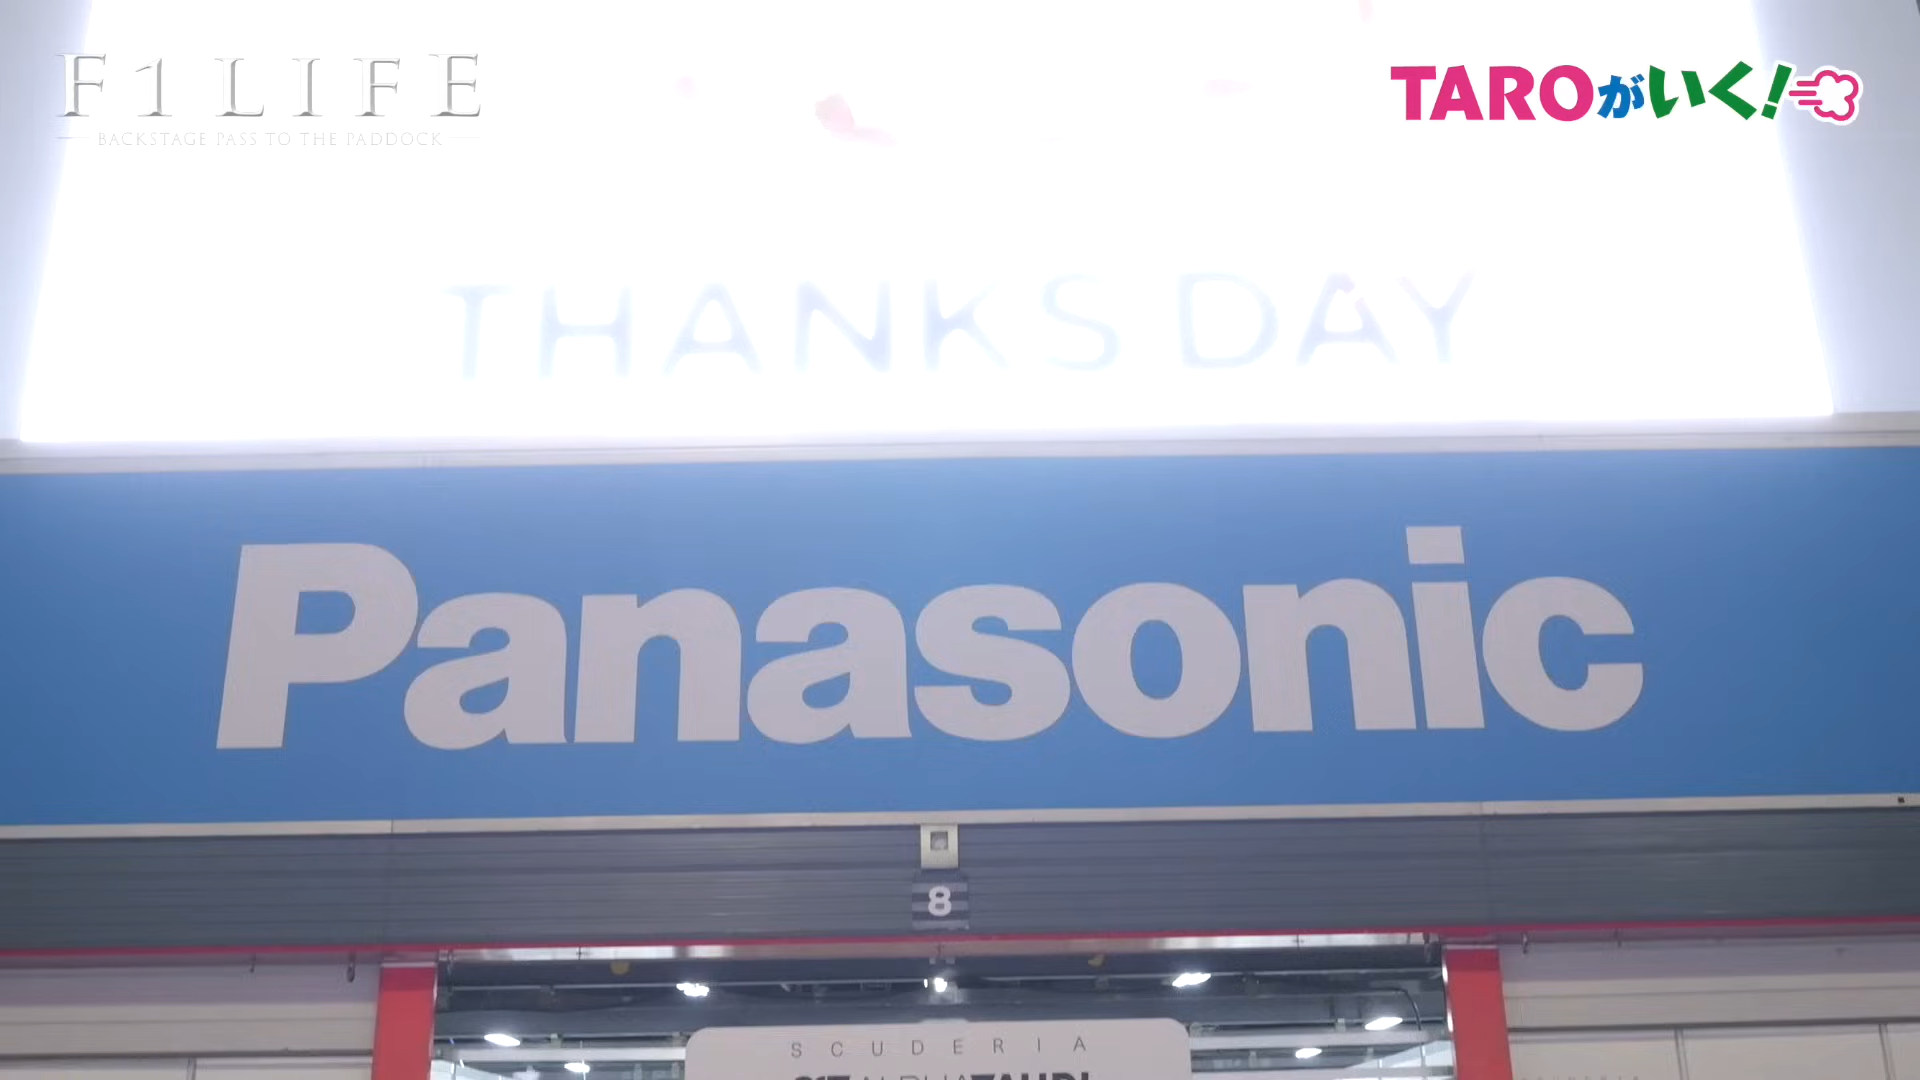 F1 LIFE
BACKSTAGE PASS TO THE PADDOCK
TAROがいく!
THANKS DAY
Panasonic
8
SCUDERIA
ALPHATAURI